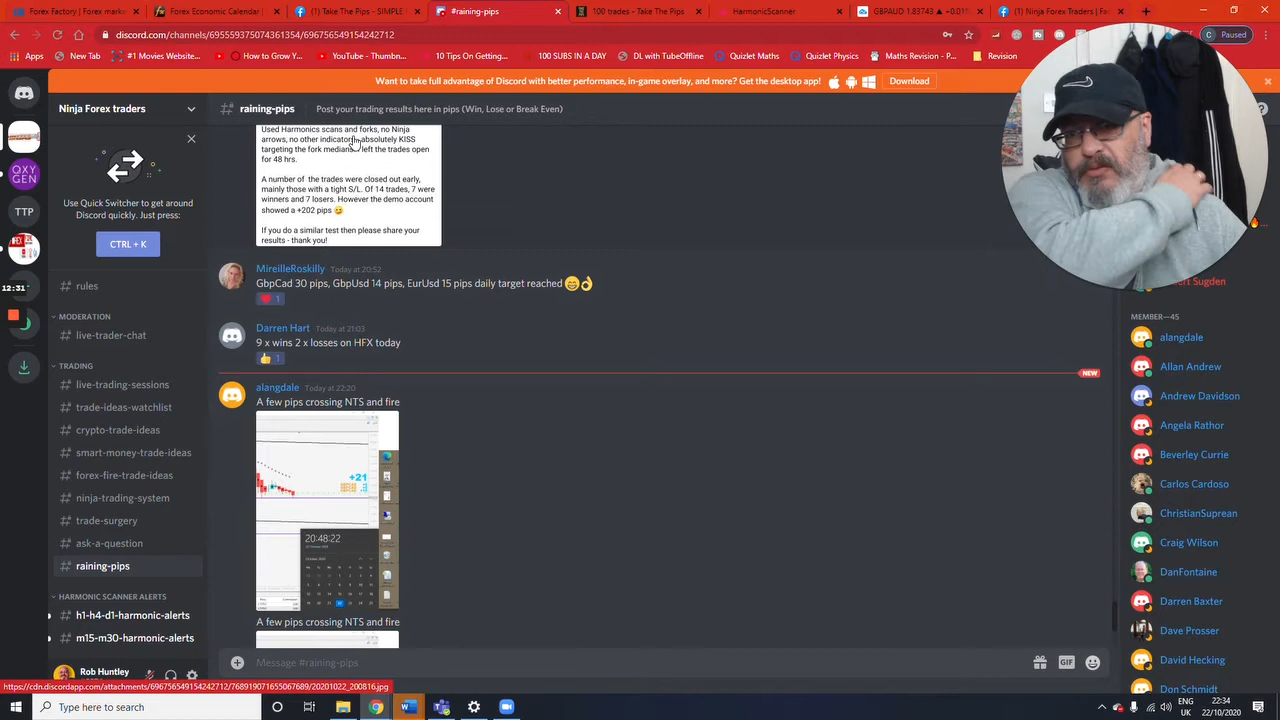 Forex Factory | Forex mark
Forex Economic Calendar |
(1) Take The Pips - SIMPLE
#raining-pips
100 trades - Take The Pips
HarmonicScanner
GBPAUD 1.83743 ▲ +0.01%
(1) Ninja Forex Traders | Fa
discord.com/channels/695559375074361354/696756549154242712
Paused
Apps
New Tab
#1 Movies Website...
How to Grow Y...
YouTube - Thumbn...
10 Tips On Getting...
100 SUBS IN A DAY
DL with TubeOffline
Quizlet Maths
Quizlet Maths
Maths Revision - P...
Revision
Want to take full advantage of Discord with better performance, in-game overlay, and more? Get the desktop app!
Download
Ninja Forex traders
raining-pips
Post your trading results here in pips (Win, Lose or Break Even)
Use Quick Switcher to get around
Discord quickly. Just press:
CTRL + K
OXY
GEN
TTP
12:31
rules
MODERATION
live-trader-chat
TRADING
live-trading-sessions
trade-ideas-watchlist
crypto-trade-ideas
smart-money-trade-ideas
forex-fire-trade-ideas
ninja-trading-system
trade-surgery
ask-a-question
raining-pips
HARMONIC SCANNER ALERTS
h1-h4-d1-harmonic-alerts
m15-m30-harmonic-alerts
Rob Huntley
Used Harmonics scans and forks, no Ninja
arrows, no other indicators absolutely KISS
targeting the fork median left the trades open
for 48 hrs.
A number of the trades were closed out early,
mainly those with a tight S/L. Of 14 trades, 7 were
winners and 7 losers. However the demo account
showed a +202 pips 😀
If you do a similar test then please share your
results - thank you!
MireilleRoskilly Today at 20:52
GbpCad 30 pips, GbpUsd 14 pips, EurUsd 15 pips daily target reached 😄👌
1
Darren Hart Today at 21:03
9 x wins 2 x losses on HFX today
1
NEW
alangdale Today at 22:20
A few pips crossing NTS and fire
+21
20:48:22
A few pips crossing NTS and fire
Message #raining-pips
GIF
Sugden
MEMBER—45
alangdale
Allan Andrew
Andrew Davidson
Angela Rathor
Beverley Currie
Carlos Cardoso
ChristianSuprean
Craig Wilson
DanFontaine
Darren Baxter
Dave Prosser
David Hecking
Don Schmidt
https://cdn.discordapp.com/attachments/696756549154242712/768919071655067689/20201022_200816.jpg
Type here to search
ENG
UK
22:34
22/10/2020